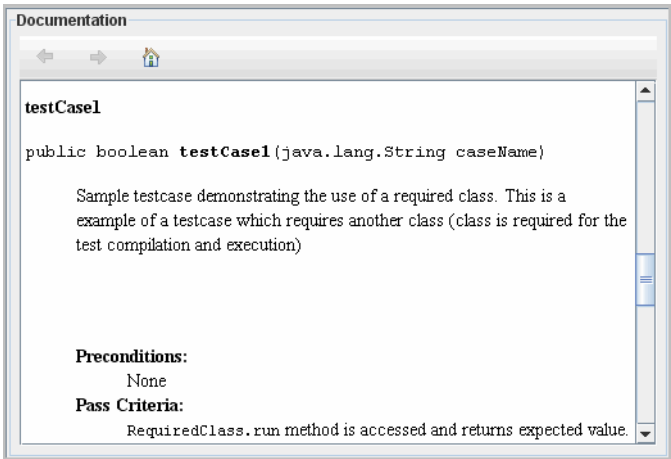 Documentation
testCase1
public boolean testCase1(java.lang.String caseName)
Sample testcase demonstrating the use of a required class. This is a
example of a testcase which requires another class (class is required for the
test compilation and execution)
Preconditions:
None
Pass Criteria:
RequiredClass.run method is accessed and returns expected value.